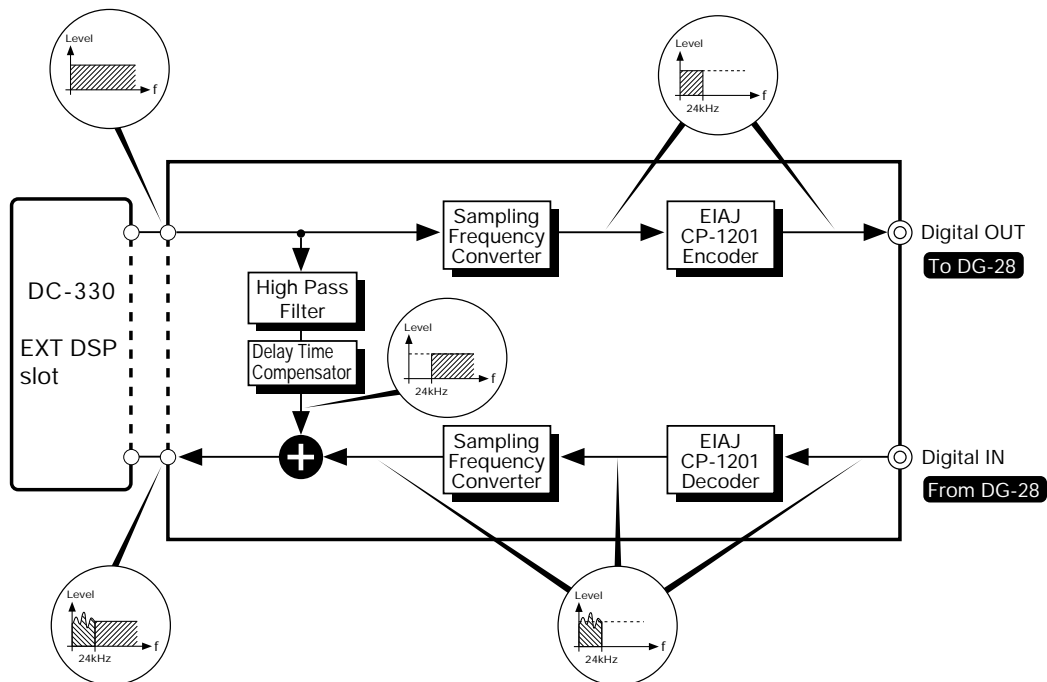 Level
f
Level
24kHz
f
DC-330
EXT DSP
slot
Sampling
Frequency
Converter
EIAJ
CP-1201
Encoder
Digital OUT
To DG-28
High Pass
Filter
Delay Time
Compensator
Level
24kHz
f
Sampling
Frequency
Converter
EIAJ
CP-1201
Decoder
Digital IN
From DG-28
Level
24kHz
f
Level
24kHz
f